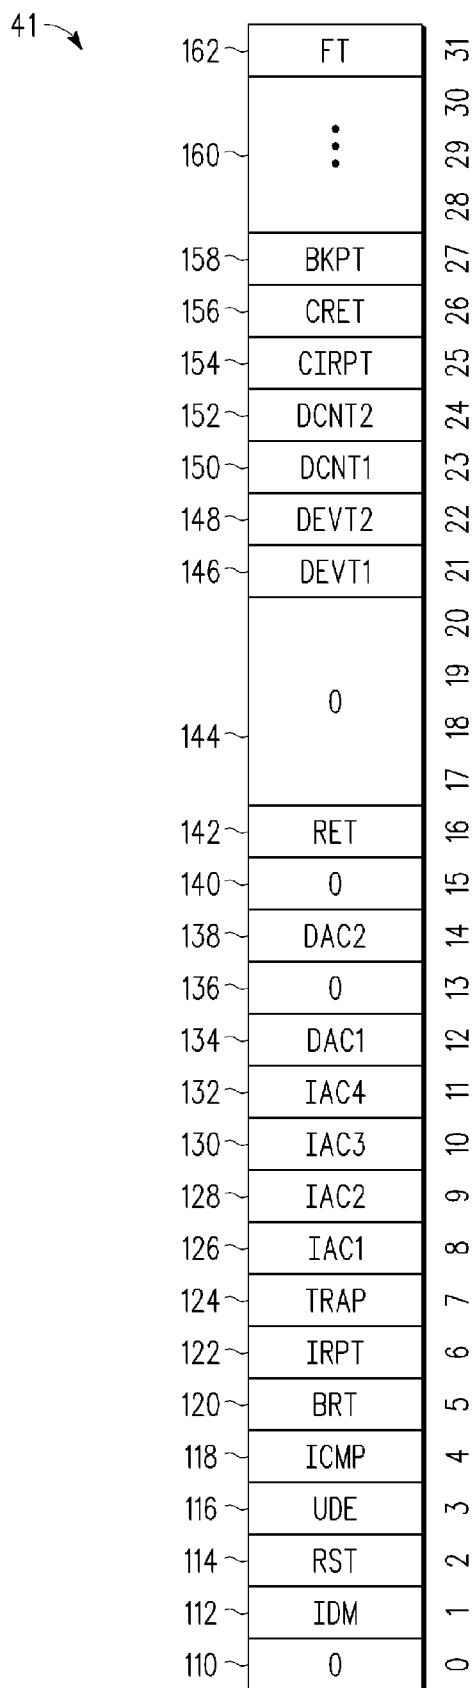 41
162 FT 31
30
160 29
28
158 BKPT 27
156 CRET 26
154 CIRPT 25
152 DCNT2 24
150 DCNT1 23
148 DEVT2 22
146 DEVT1 21
20
19
0
144 18
17
142 RET 16
140 0 15
138 DAC2 14
136 0 13
134 DAC1 12
132 IAC4 11
130 IAC3 10
128 IAC2 9
126 IAC1 8
124 TRAP 7
122 IRPT 6
120 BRT 5
118 ICMP 4
116 UDE 3
114 RST 2
112 IDM 1
110 0 0